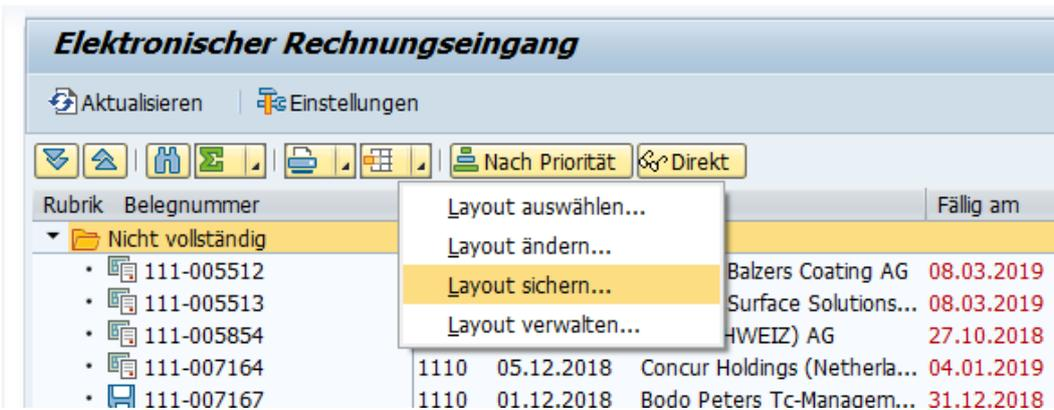 Elektronischer Rechnungseingang
Aktualisieren Einstellungen
Nach Priorität Direkt
Rubrik Belegnummer Fällig am
Layout auswählen...
Nicht vollständig
Layout ändern...
111-005512 Balzers Coating AG 08.03.2019
Layout sichern...
111-005513 Surface Solutions... 08.03.2019
Layout verwalten...
111-005854 HWEIZ) AG 27.10.2018
111-007164 1110 05.12.2018 Concur Holdings (Netherla... 04.01.2019
111-007167 1110 01.12.2018 Bodo Peters Tc-Managem... 31.12.2018